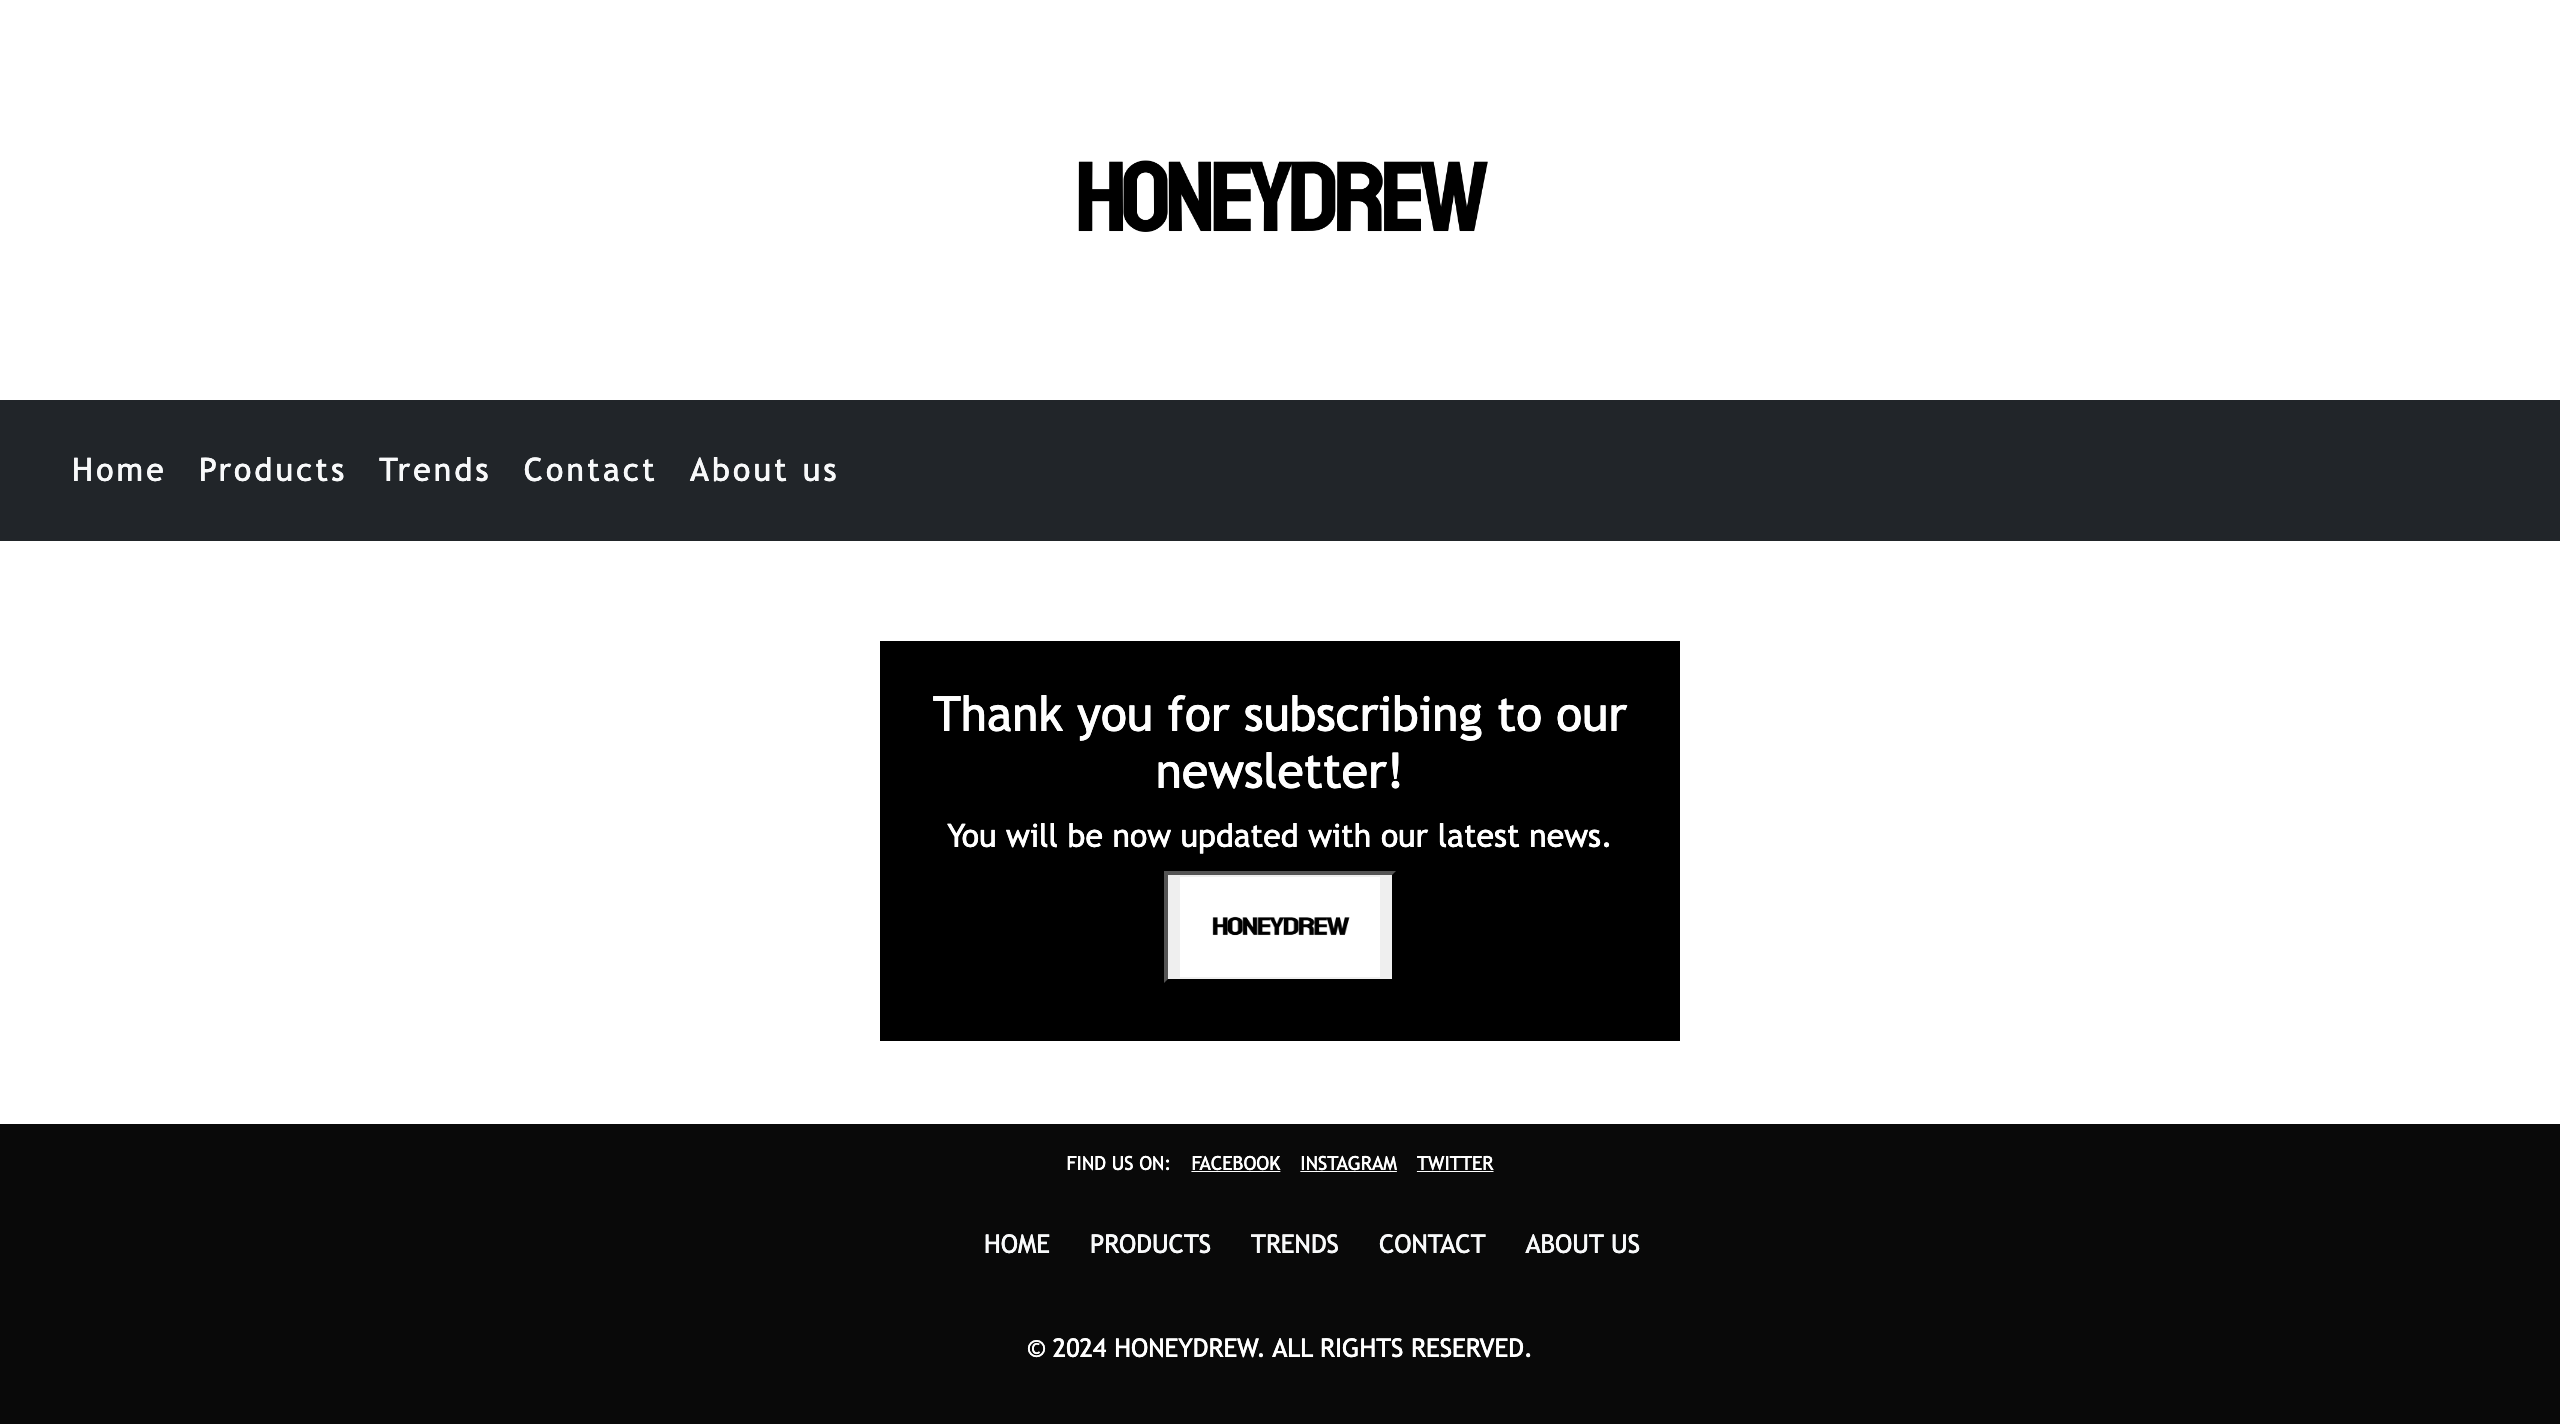 HONEYDREW
Home Products Trends Contact About us
Thank you for subscribing to our
newsletter!
You will be now updated with our latest news.
HONEYDREW
FIND US ON: FACEBOOK INSTAGRAM TWITTER
HOME PRODUCTS TRENDS CONTACT ABOUT US
© 2024 HONEYDREW. ALL RIGHTS RESERVED.